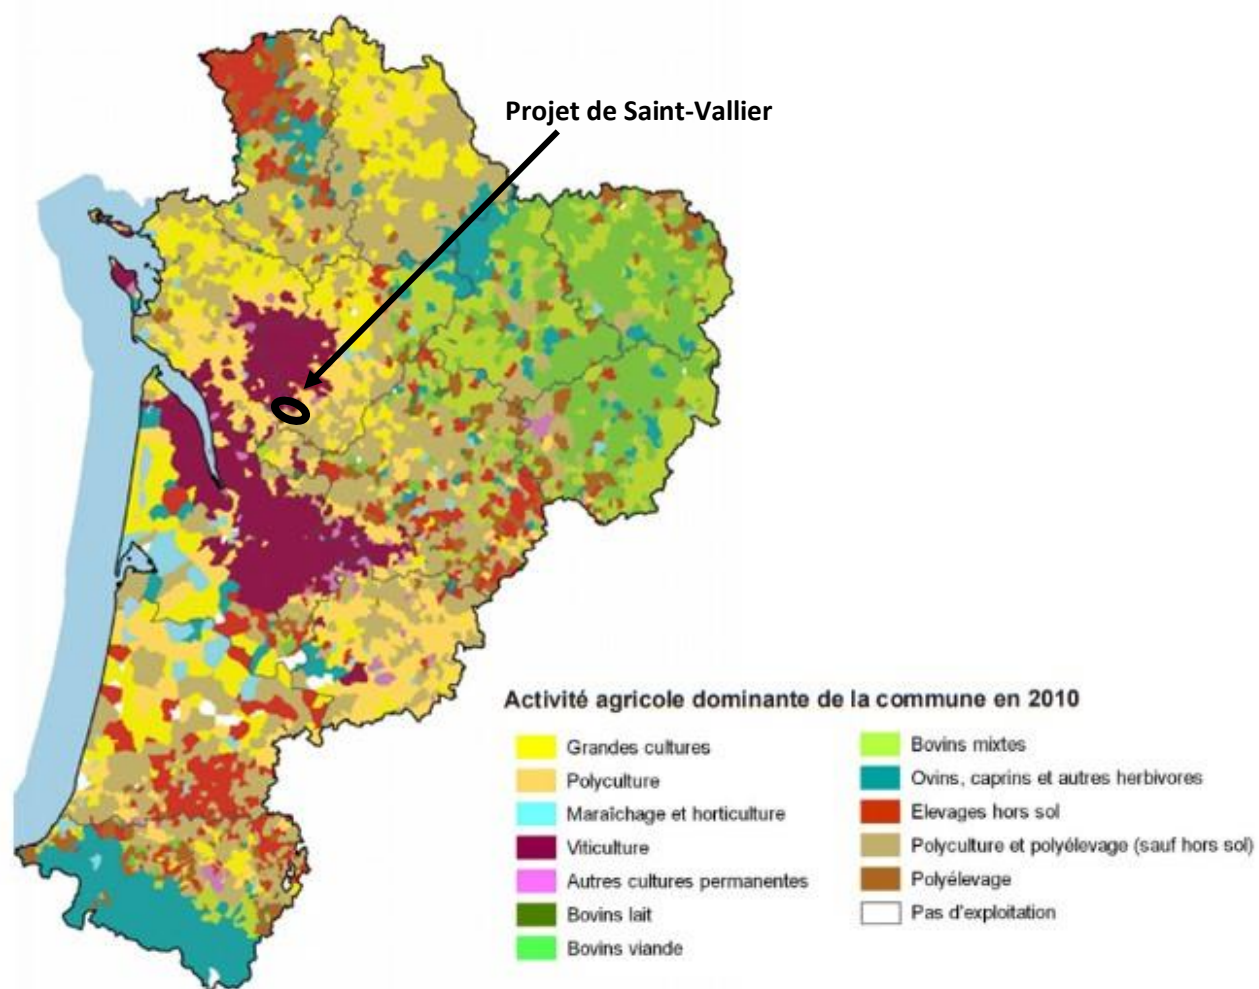 Projet de Saint-Vallier
Activité agricole dominante de la commune en 2010
Grandes cultures
Polyculture
Maraîchage et horticulture
Viticulture
Autres cultures permanentes
Bovins lait
Bovins viande
Bovins mixtes
Ovins, caprins et autres herbivores
Elevages hors sol
Polyculture et polyélevage (sauf hors sol)
Polyélevage
Pas d'exploitation